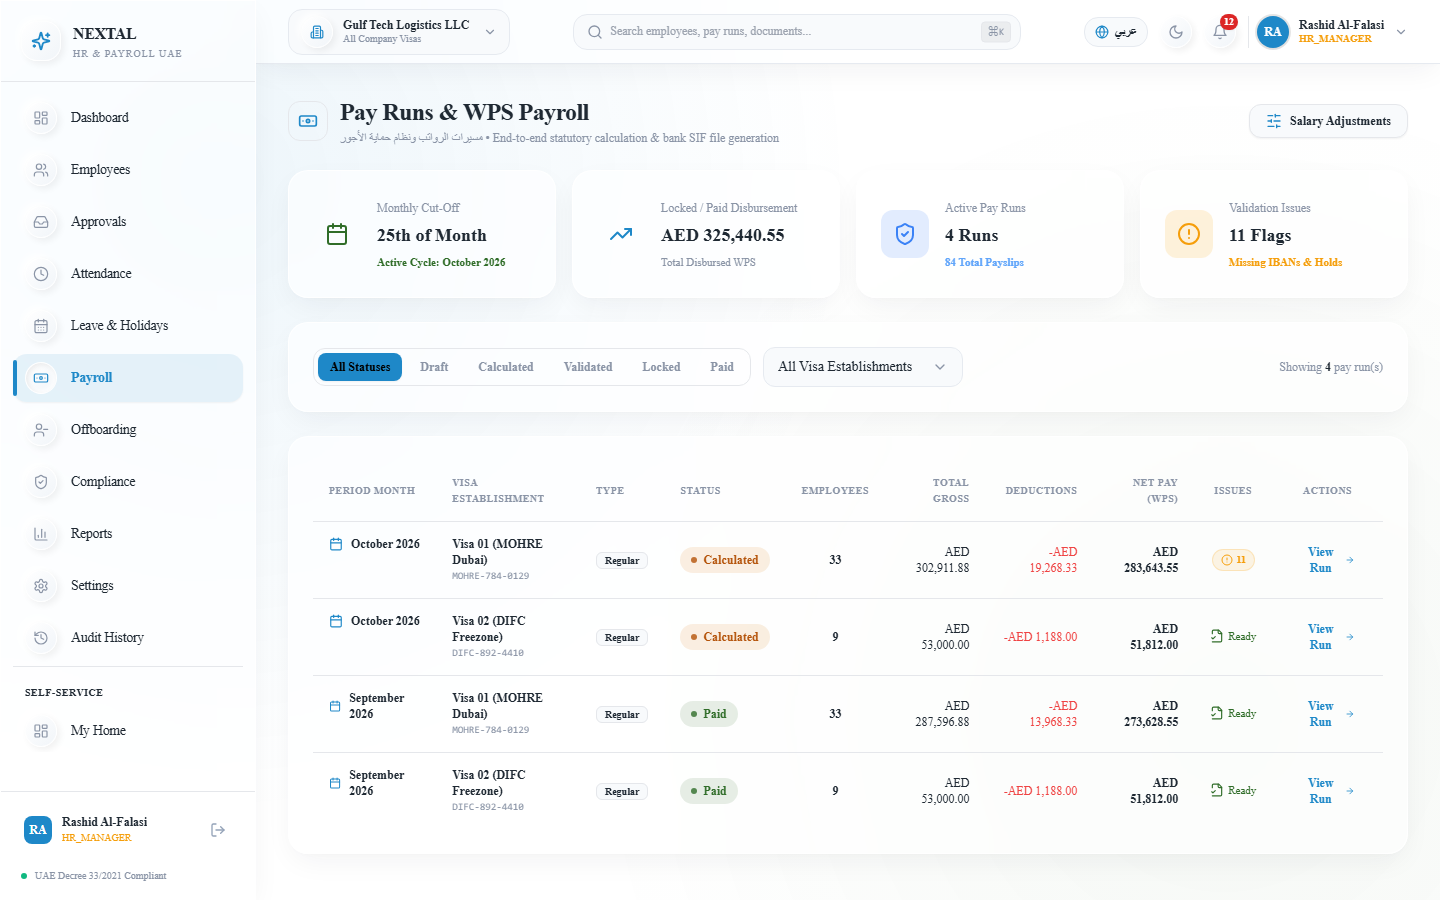 NEXTAL
HR & PAYROLL UAE
Dashboard
Employees
Approvals
Attendance
Leave & Holidays
Payroll
Offboarding
Compliance
Reports
Settings
Audit History
SELF-SERVICE
My Home
RA
Rashid Al-Falasi
HR_MANAGER
UAE Decree 33/2021 Compliant
Gulf Tech Logistics LLC
All Company Visas
Search employees, pay runs, documents...
⌘K
عربي
12
RA
Rashid Al-Falasi
HR_MANAGER
Pay Runs & WPS Payroll
مسيرات الرواتب ونظام حماية الأجور • End-to-end statutory calculation & bank SIF file generation
Salary Adjustments
Monthly Cut-Off
25th of Month
Active Cycle: October 2026
Locked / Paid Disbursement
AED 325,440.55
Total Disbursed WPS
Active Pay Runs
4 Runs
84 Total Payslips
Validation Issues
11 Flags
Missing IBANs & Holds
All Statuses
Draft
Calculated
Validated
Locked
Paid
All Visa Establishments
Showing 4 pay run(s)
PERIOD MONTH
VISA
ESTABLISHMENT
TYPE
STATUS
EMPLOYEES
TOTAL
GROSS
DEDUCTIONS
NET PAY
(WPS)
ISSUES
ACTIONS
October 2026
Visa 01 (MOHRE
Dubai)
MOHRE-784-0129
Regular
Calculated
33
AED
302,911.88
-AED
19,268.33
AED
283,643.55
11
View
Run
October 2026
Visa 02 (DIFC
Freezone)
DIFC-892-4410
Regular
Calculated
9
AED
53,000.00
-AED 1,188.00
AED
51,812.00
Ready
View
Run
September
2026
Visa 01 (MOHRE
Dubai)
MOHRE-784-0129
Regular
Paid
33
AED
287,596.88
-AED
13,968.33
AED
273,628.55
Ready
View
Run
September
2026
Visa 02 (DIFC
Freezone)
DIFC-892-4410
Regular
Paid
9
AED
53,000.00
-AED 1,188.00
AED
51,812.00
Ready
View
Run